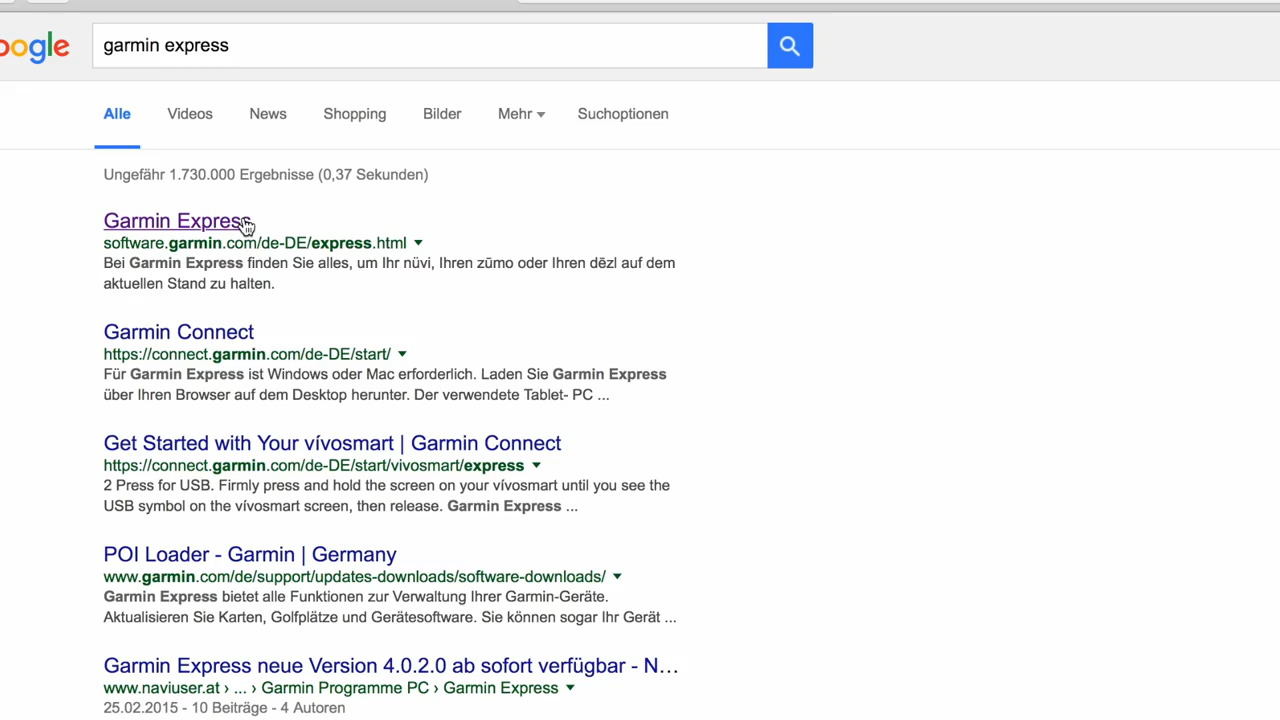 oogle
garmin express
Alle Videos News Shopping Bilder Mehr Suchoptionen
Ungefähr 1.730.000 Ergebnisse (0,37 Sekunden)
Garmin Express
software.garmin.com/de-DE/express.html
Bei Garmin Express finden Sie alles, um Ihr nüvi, Ihren zūmo oder Ihren dēzl auf dem
aktuellen Stand zu halten.
Garmin Connect
https://connect.garmin.com/de-DE/start/
Für Garmin Express ist Windows oder Mac erforderlich. Laden Sie Garmin Express
über Ihren Browser auf dem Desktop herunter. Der verwendete Tablet- PC ...
Get Started with Your vívosmart | Garmin Connect
https://connect.garmin.com/de-DE/start/vivosmart/express
2 Press for USB. Firmly press and hold the screen on your vívosmart until you see the
USB symbol on the vívosmart screen, then release. Garmin Express ...
POI Loader - Garmin | Germany
www.garmin.com/de/support/updates-downloads/software-downloads/
Garmin Express bietet alle Funktionen zur Verwaltung Ihrer Garmin-Geräte.
Aktualisieren Sie Karten, Golfplätze und Gerätesoftware. Sie können sogar Ihr Gerät ...
Garmin Express neue Version 4.0.2.0 ab sofort verfügbar - N...
www.naviuser.at › ... › Garmin Programme PC › Garmin Express
25.02.2015 - 10 Beiträge - 4 Autoren